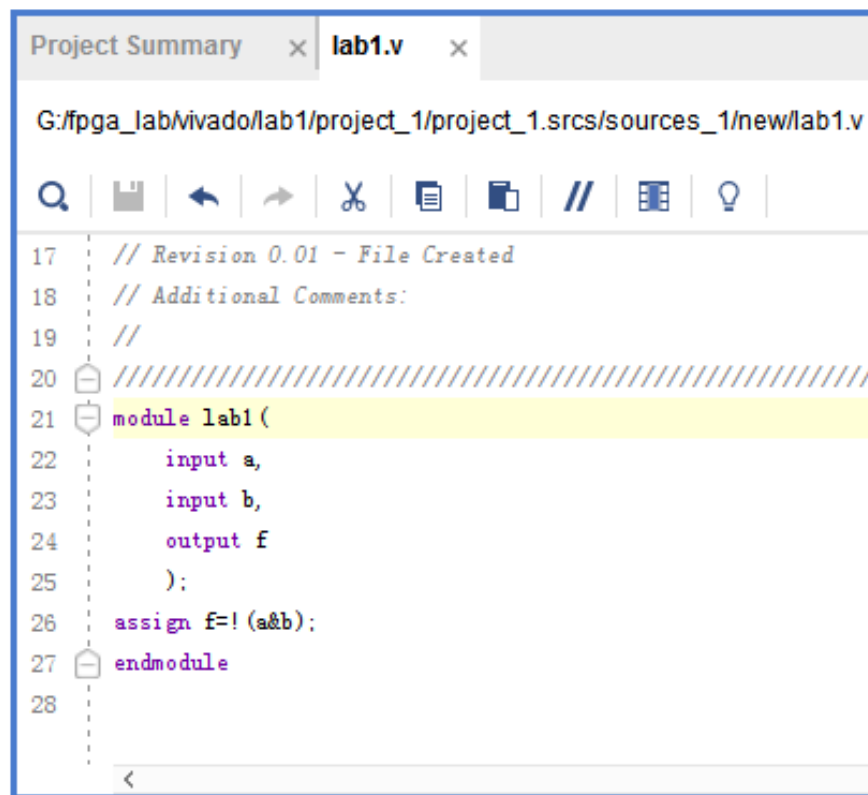 Project Summary × lab1.v ×
G:/fpga_lab/vivado/lab1/project_1/project_1.srcs/sources_1/new/lab1.v
17 // Revision 0.01 - File Created
18 // Additional Comments:
19 //
20 //////////////////////////////////////////////////////////
21 module lab1(
22 input a,
23 input b,
24 output f
25 );
26 assign f=!(a&b);
27 endmodule
28